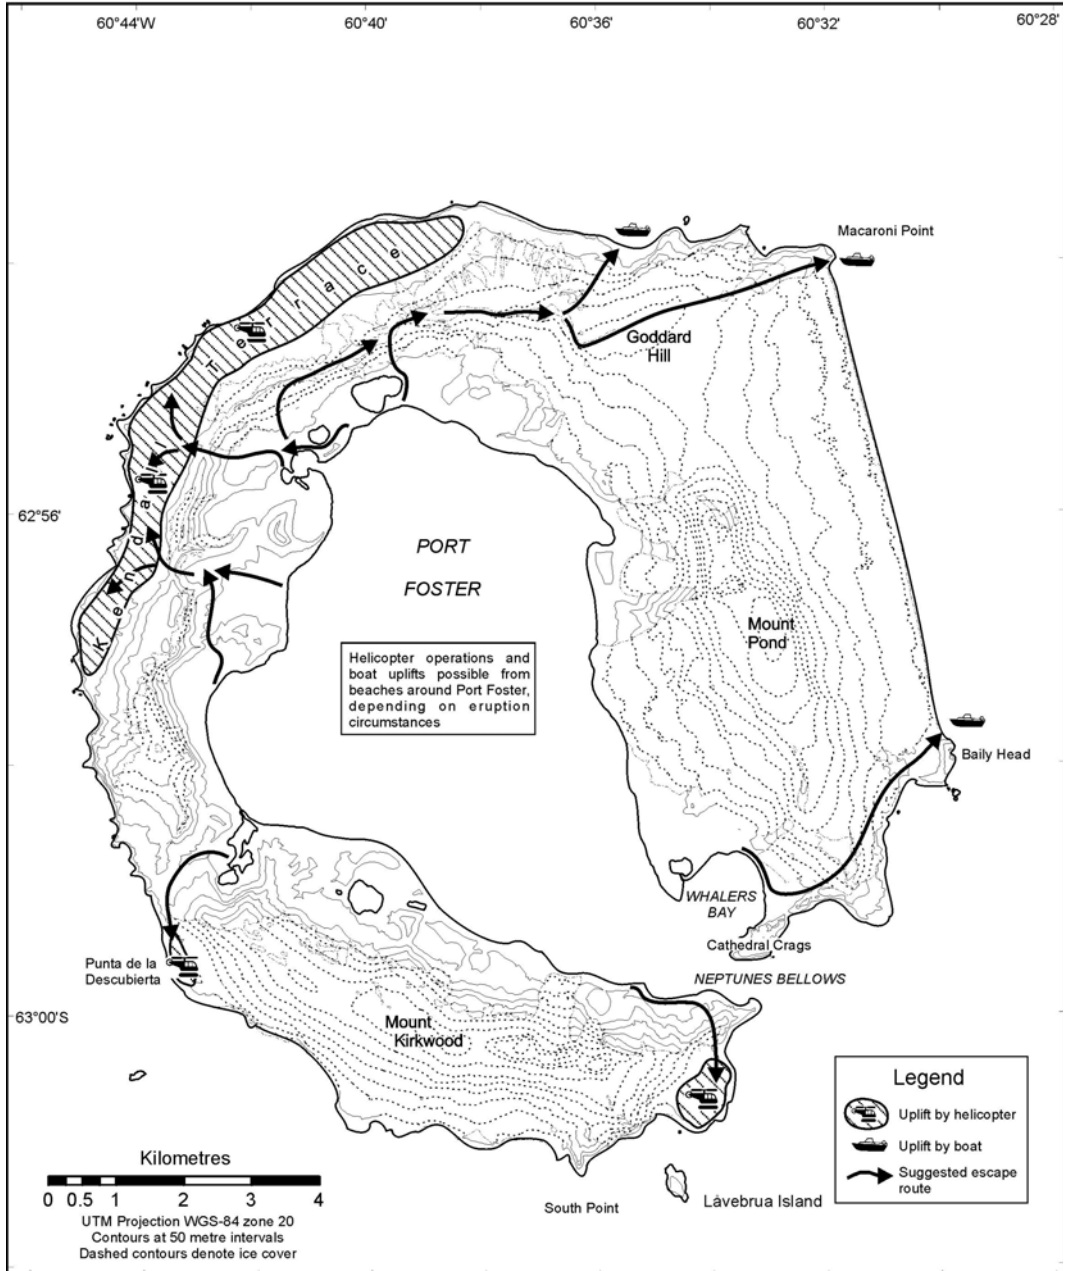 60°44'W
60°40'
60°36'
60°32'
60°28'
Macaroni Point
Kendall Terrace
Goddard
Hill
62°56'
PORT
FOSTER
Mount
Pond
Helicopter operations and
boat uplifts possible from
beaches around Port Foster,
depending on eruption
circumstances
Baily Head
WHALERS
BAY
Cathedral Crags
Punta de la
Descubierta
NEPTUNES BELLOWS
63°00'S
Mount
Kirkwood
Legend
Uplift by helicopter
Uplift by boat
Suggested escape
route
Kilometres
0 0.5 1 2 3 4
UTM Projection WGS-84 zone 20
Contours at 50 metre intervals
Dashed contours denote ice cover
South Point
Lávebrua Island